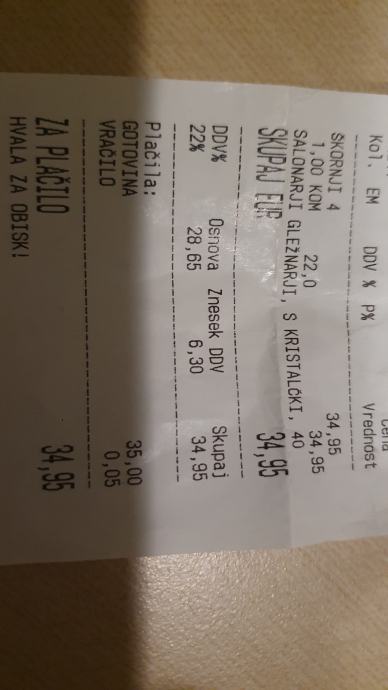 Cena
Kol. EM DDV % P% Vrednost
ŠKORNJI 4 34,95
1,00 KOM 22,0 34,95
SALONARJI GLEŽNARJI, S KRISTALČKI, 40
SKUPAJ EUR 34,95
DDV% Osnova Znesek DDV Skupaj
22% 28,65 6,30 34,95
Plačila:
GOTOVINA 35,00
VRAČILO 0,05
ZA PLAČILO 34,95
HVALA ZA OBISK!